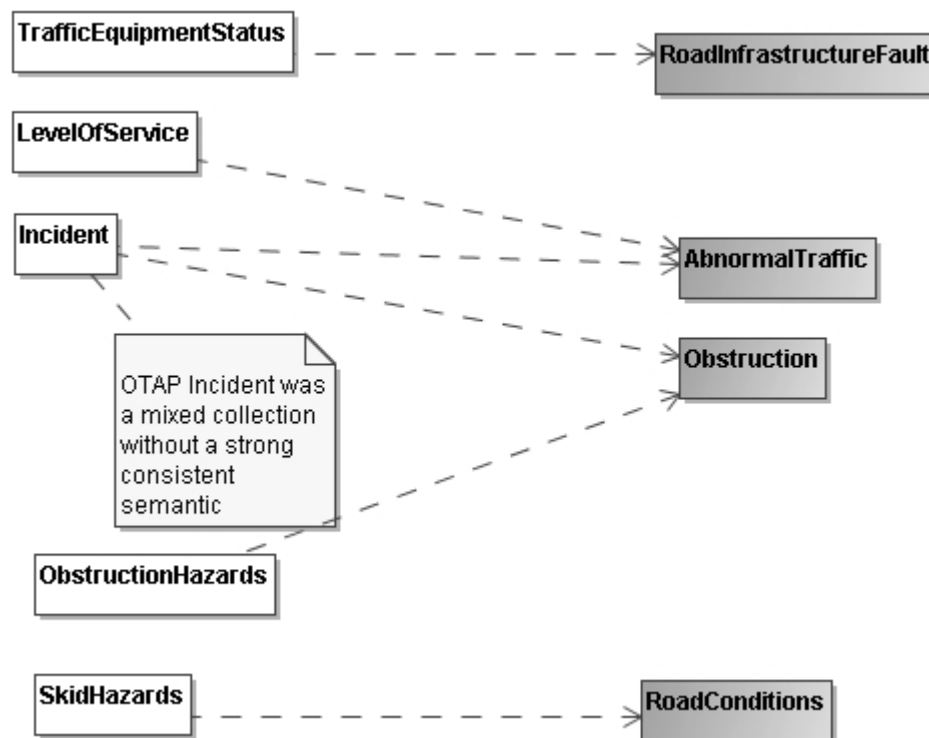 TrafficEquipmentStatus
RoadInfrastructureFault
LevelOfService
Incident
AbnormalTraffic
Obstruction
OTAP Incident was
a mixed collection
without a strong
consistent
semantic
ObstructionHazards
SkidHazards
RoadConditions